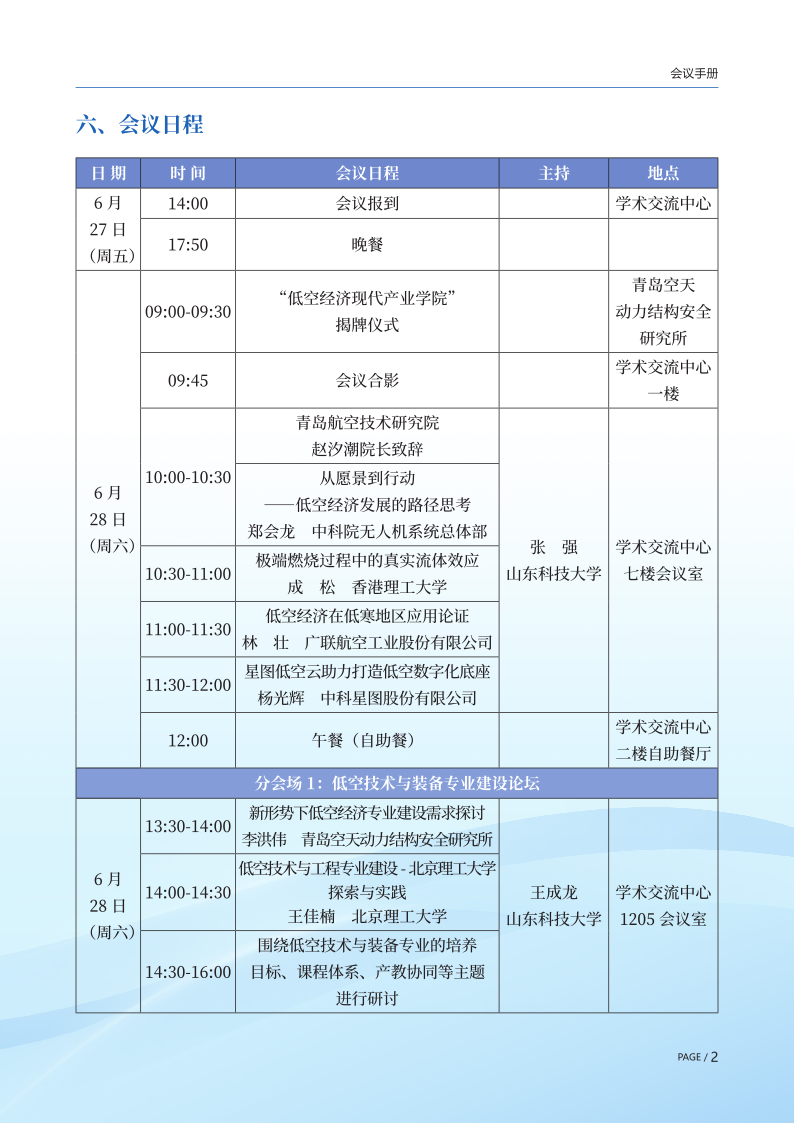 会议手册
六、会议日程
日 期 时 间 会议日程 主持 地点
6 月
27 日
（周五）
14:00 会议报到 学术交流中心
17:50 晚餐
6 月
28 日
（周六）
09:00-09:30
“低空经济现代产业学院”
揭牌仪式
青岛空天
动力结构安全
研究所
09:45 会议合影
学术交流中心
一楼
10:00-10:30
青岛航空技术研究院
赵汐潮院长致辞
从愿景到行动
——低空经济发展的路径思考
郑会龙　中科院无人机系统总体部
10:30-11:00
极端燃烧过程中的真实流体效应
成　松　香港理工大学
11:00-11:30
低空经济在低寒地区应用论证
林　壮　广联航空工业股份有限公司
11:30-12:00
星图低空云助力打造低空数字化底座
杨光辉　中科星图股份有限公司
张　强
山东科技大学
学术交流中心
七楼会议室
12:00 午餐（自助餐）
学术交流中心
二楼自助餐厅
分会场 1：低空技术与装备专业建设论坛
6 月
28 日
（周六）
13:30-14:00
新形势下低空经济专业建设需求探讨
李洪伟　青岛空天动力结构安全研究所
14:00-14:30
低空技术与工程专业建设 - 北京理工大学
探索与实践
王佳楠　北京理工大学
14:30-16:00
围绕低空技术与装备专业的培养
目标、课程体系、产教协同等主题
进行研讨
王成龙
山东科技大学
学术交流中心
1205 会议室
PAGE / 2